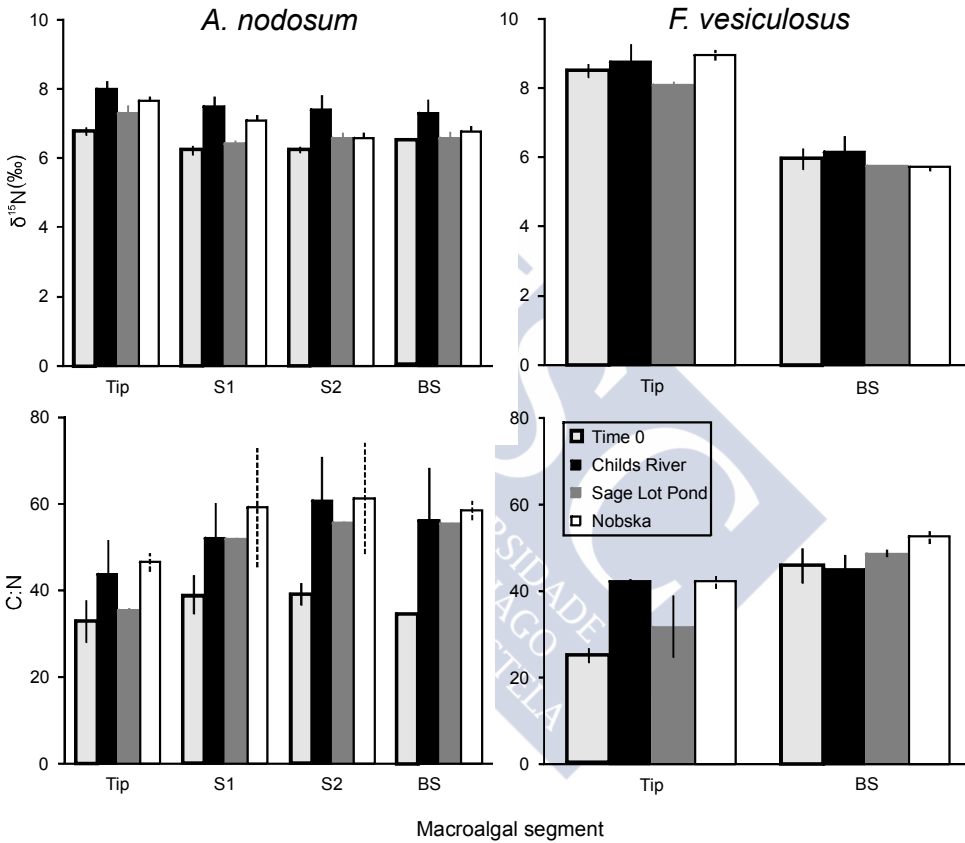 A. nodosum
F. vesiculosus
10
8
6
4
2
0
δ¹⁵N(‰)
Tip S1 S2 BS
10
8
6
4
2
0
Tip BS
80
60
40
20
0
C:N
Tip S1 S2 BS
80
60
40
20
0
Time 0
Childs River
Sage Lot Pond
Nobska
Tip BS
Macroalgal segment